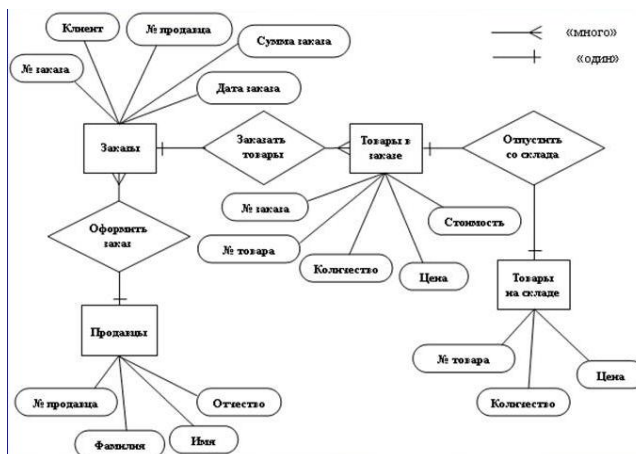 Клиент
№ продавца
Сумма заказа
«много»
«один»
№ заказа
Дата заказа
Заказы
Заказать
товары
Товары в
заказе
Отпустить
со склада
№ заказа
Стоимость
№ товара
Количество
Цена
Оформить
заказ
Товары
на складе
Продавцы
№ товара
Цена
Количество
№ продавца
Отчество
Фамилия
Имя